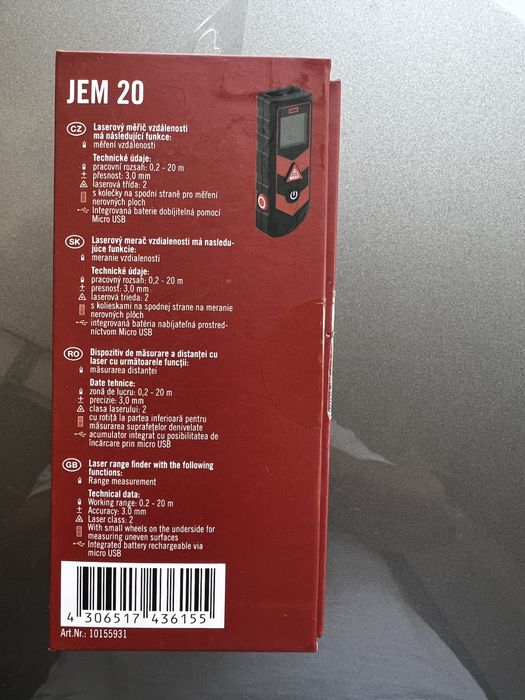 JEM 20
CZ Laserový měřič vzdálenosti
má následující funkce:
měření vzdáleností
Technické údaje:
pracovní rozsah: 0,2 - 20 m
± přesnost: 3,0 mm
laserová třída: 2
s kolečky na spodní straně pro měření
nerovných ploch
Integrovaná baterie dobíjitelná pomocí
Micro USB
SK Laserový merač vzdialenosti má nasledu-
júce funkcie:
meranie vzdialenosti
Technické údaje:
pracovný rozsah: 0,2 - 20 m
± presnosť: 3,0 mm
laserová trieda: 2
s kolieskami na spodnej strane na meranie
nerovných plôch
integrovaná batéria nabíjateľná prostred-
níctvom Micro USB
RO Dispozitiv de măsurare a distanței cu
laser cu următoarele funcții:
măsurarea distanței
Date tehnice:
zonă de lucru: 0,2 - 20 m
± precizie: 3,0 mm
clasa laserului: 2
cu rotiță la partea inferioară pentru
măsurarea suprafețelor denivelate
acumulator integrat cu posibilitatea de
încărcare prin micro USB
GB Laser range finder with the following
functions:
Range measurement
Technical data:
Working range: 0.2 - 20 m
± Accuracy: 3.0 mm
Laser class: 2
With small wheels on the underside for
measuring uneven surfaces
Integrated battery rechargeable via
micro USB
4 306517 436155
Art.Nr.: 10155931